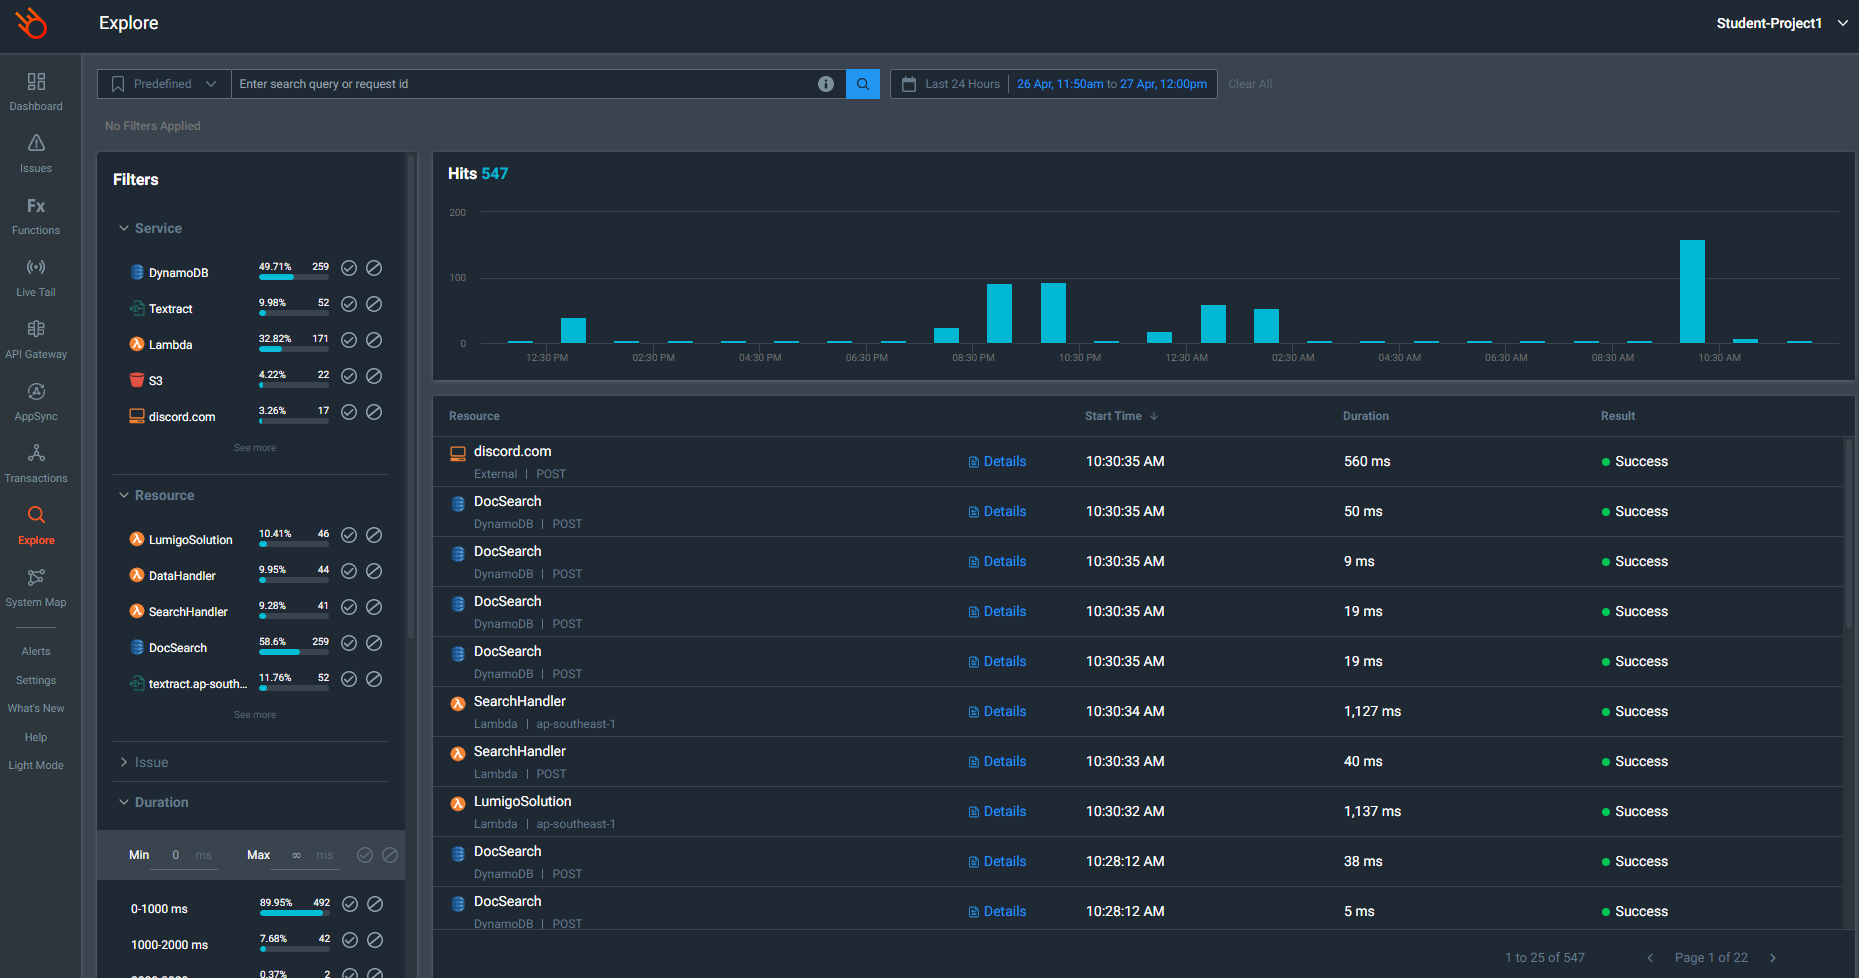 Explore
Student-Project1
Dashboard
Issues
Fx
Functions
Live Tail
API Gateway
AppSync
Transactions
Explore
System Map
Alerts
Settings
What's New
Help
Light Mode
Predefined
Enter search query or request id
Last 24 Hours
26 Apr, 11:50am to 27 Apr, 12:00pm
Clear All
No Filters Applied
Filters
Service
DynamoDB 49.71% 259
Textract 9.98% 52
Lambda 32.82% 171
S3 4.22% 22
discord.com 3.26% 17
See more
Resource
LumigoSolution 10.41% 46
DataHandler 9.95% 44
SearchHandler 9.28% 41
DocSearch 58.6% 259
textract.ap-south... 11.76% 52
See more
Issue
Duration
Min 0 ms Max ∞ ms
0-1000 ms 89.95% 492
1000-2000 ms 7.68% 42
0.37% 2
Hits 547
200
100
0
12:30 PM 02:30 PM 04:30 PM 06:30 PM 08:30 PM 10:30 PM 12:30 AM 02:30 AM 04:30 AM 06:30 AM 08:30 AM 10:30 AM
Resource Start Time Duration Result
discord.com
External | POST
Details 10:30:35 AM 560 ms Success
DocSearch
DynamoDB | POST
Details 10:30:35 AM 50 ms Success
DocSearch
DynamoDB | POST
Details 10:30:35 AM 9 ms Success
DocSearch
DynamoDB | POST
Details 10:30:35 AM 19 ms Success
DocSearch
DynamoDB | POST
Details 10:30:35 AM 19 ms Success
SearchHandler
Lambda | ap-southeast-1
Details 10:30:34 AM 1,127 ms Success
SearchHandler
Lambda | POST
Details 10:30:33 AM 40 ms Success
LumigoSolution
Lambda | ap-southeast-1
Details 10:30:32 AM 1,137 ms Success
DocSearch
DynamoDB | POST
Details 10:28:12 AM 38 ms Success
DocSearch
DynamoDB | POST
Details 10:28:12 AM 5 ms Success
1 to 25 of 547
Page 1 of 22